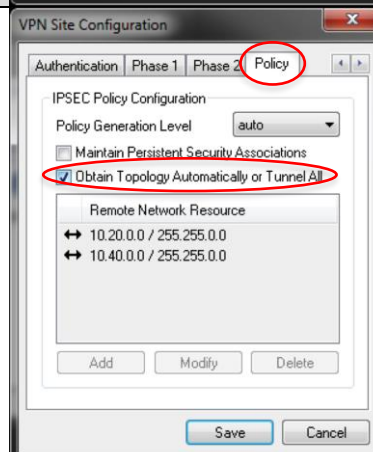 VPN Site Configuration
x
Authentication Phase 1 Phase 2 Policy
IPSEC Policy Configuration
Policy Generation Level auto
Maintain Persistent Security Associations
Obtain Topology Automatically or Tunnel All
Remote Network Resource
10.20.0.0 / 255.255.0.0
10.40.0.0 / 255.255.0.0
Add Modify Delete
Save Cancel